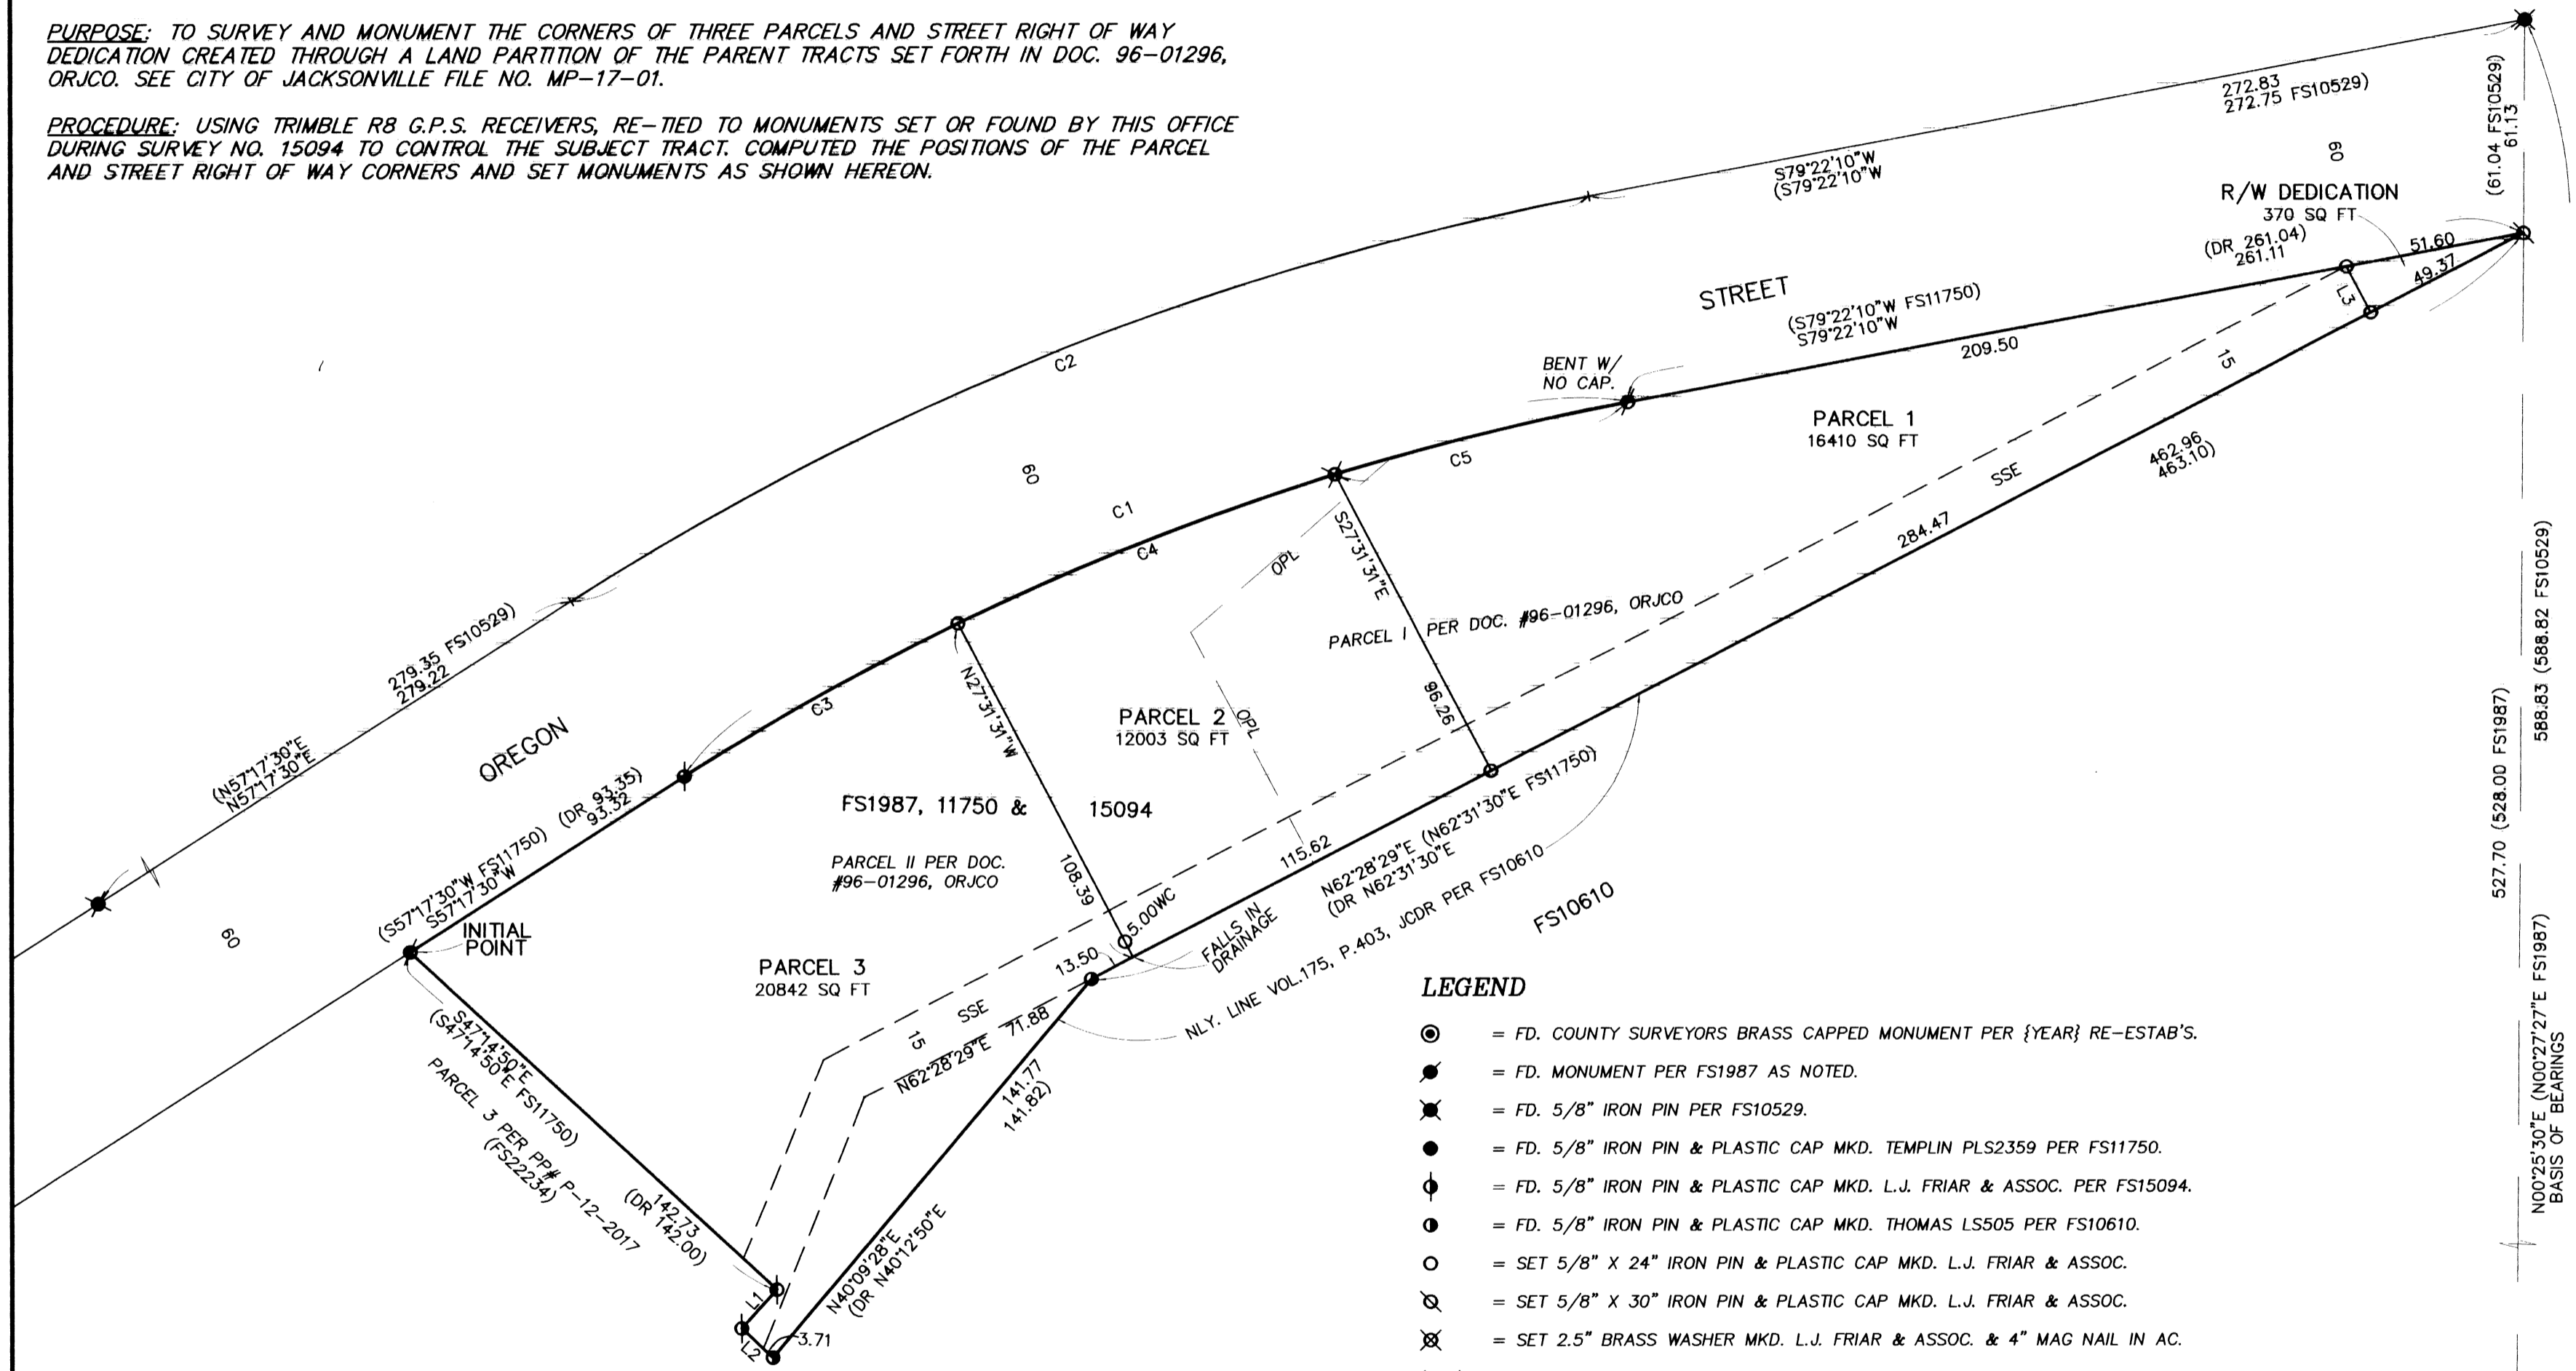 PURPOSE: TO SURVEY AND MONUMENT THE CORNERS OF THREE PARCELS AND STREET RIGHT OF WAY
DEDICATION CREATED THROUGH A LAND PARTITION OF THE PARENT TRACTS SET FORTH IN DOC. 96-01296,
ORJCO. SEE CITY OF JACKSONVILLE FILE NO. MP-17-01.
PROCEDURE: USING TRIMBLE R8 G.P.S. RECEIVERS, RE-TIED TO MONUMENTS SET OR FOUND BY THIS OFFICE
DURING SURVEY NO. 15094 TO CONTROL THE SUBJECT TRACT. COMPUTED THE POSITIONS OF THE PARCEL
AND STREET RIGHT OF WAY CORNERS AND SET MONUMENTS AS SHOWN HEREON.
272.83
272.75 FS10529)
(61.04 FS10529)
61.13
60
S79°22'10"W
(S79°22'10"W
R/W DEDICATION
370 SQ FT
(DR 261.04)
261.11
51.60
49.37
L3
STREET
(S79°22'10"W FS11750)
S79°22'10"W
209.50
15
C2
BENT W/
NO CAP.
PARCEL 1
16410 SQ FT
C5
462.96
463.10)
SSE
284.47
60
C1
C4
OPL
S27°31'31"E
96.26
PARCEL I PER DOC. #96-01296, ORJCO
588.83 (588.82 FS10529)
527.70 (528.00 FS1987)
279.35 FS10529)
279.22
(N57°17'30"E
N57°17'30"E
OREGON
C3
N27°31'31"W
108.39
PARCEL 2
12003 SQ FT
OPL
(DR 93.35)
93.32
(S57°17'30"W FS11750)
S57°17'30"W
FS1987, 11750 & 15094
PARCEL II PER DOC.
#96-01296, ORJCO
115.62
N62°28'29"E (N62°31'30"E FS11750)
(DR N62°31'30"E
60
INITIAL
POINT
5.00WC
FALLS IN
DRAINAGE
FS10610
13.50
PARCEL 3
20842 SQ FT
NLY. LINE VOL.175, P.403, JCDR PER FS10610
SSE
15
71.88
N62°28'29"E
S47°14'50"E
(S47°14'50"E FS11750)
PARCEL 3 PER PP# P-12-2017
(FS22234)
141.77
141.82)
142.73
(DR 142.00)
N40°09'28"E
(DR N40°12'50"E
L1
L2
3.71
N00°25'30"E (N00°27'27"E FS1987)
BASIS OF BEARINGS
LEGEND
= FD. COUNTY SURVEYORS BRASS CAPPED MONUMENT PER {YEAR} RE-ESTAB'S.
= FD. MONUMENT PER FS1987 AS NOTED.
= FD. 5/8" IRON PIN PER FS10529.
= FD. 5/8" IRON PIN & PLASTIC CAP MKD. TEMPLIN PLS2359 PER FS11750.
= FD. 5/8" IRON PIN & PLASTIC CAP MKD. L.J. FRIAR & ASSOC. PER FS15094.
= FD. 5/8" IRON PIN & PLASTIC CAP MKD. THOMAS LS505 PER FS10610.
= SET 5/8" X 24" IRON PIN & PLASTIC CAP MKD. L.J. FRIAR & ASSOC.
= SET 5/8" X 30" IRON PIN & PLASTIC CAP MKD. L.J. FRIAR & ASSOC.
= SET 2.5" BRASS WASHER MKD. L.J. FRIAR & ASSOC. & 4" MAG NAIL IN AC.